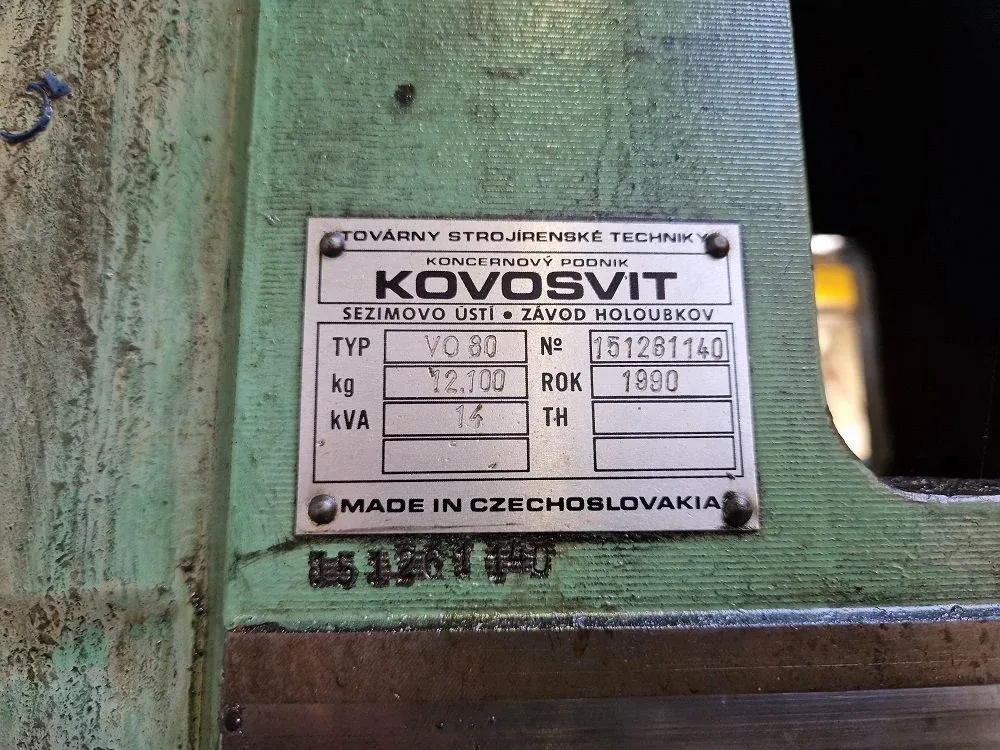 TOVÁRNY STROJÍRENSKÉ TECHNIKY
KONCERNOVÝ PODNIK
KOVOSVIT
SEZIMOVO ÚSTÍ • ZÁVOD HOLOUBKOV
TYP VO 80 Nº 151261140
kg 12.100 ROK 1990
kVA 14 TH
MADE IN CZECHOSLOVAKIA
151261140